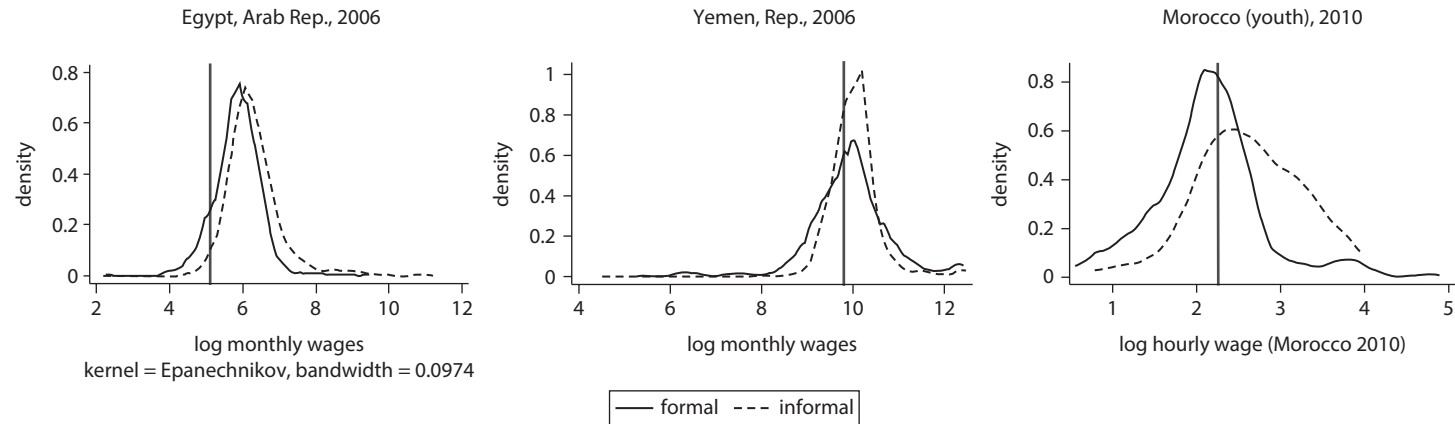 Egypt, Arab Rep., 2006
density
0.8
0.6
0.4
0.2
0
2 4 6 8 10 12
log monthly wages
kernel = Epanechnikov, bandwidth = 0.0974
Yemen, Rep., 2006
density
1
0.8
0.6
0.4
0.2
0
4 6 8 10 12
log monthly wages
Morocco (youth), 2010
density
0.8
0.6
0.4
0.2
0
1 2 3 4 5
log hourly wage (Morocco 2010)
formal informal